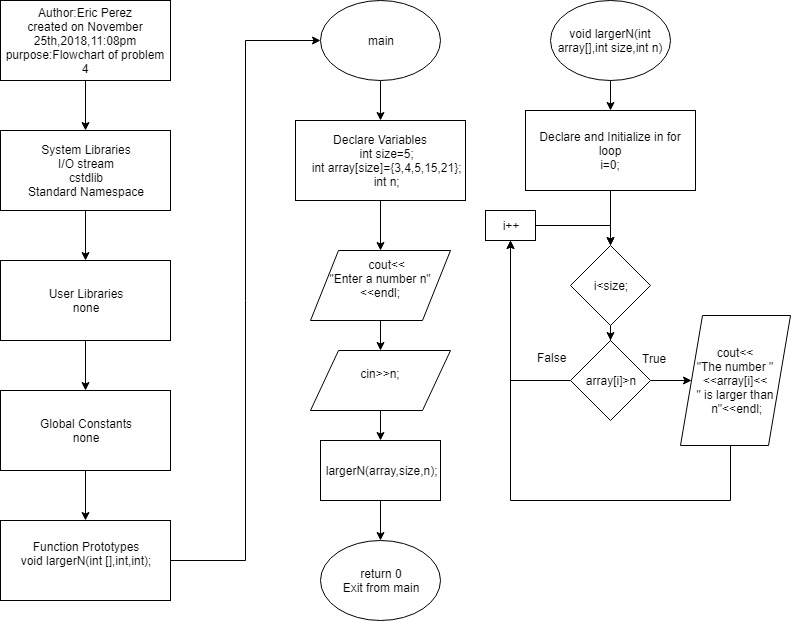 Author:Eric Perez
created on November
25th,2018,11:08pm
purpose:Flowchart of problem
4
System Libraries
I/O stream
cstdlib
Standard Namespace
User Libraries
none
Global Constants
none
Function Prototypes
void largerN(int [],int,int);
main
Declare Variables
int size=5;
int array[size]={3,4,5,15,21};
int n;
cout<<
"Enter a number n"
<<endl;
cin>>n;
largerN(array,size,n);
return 0
Exit from main
void largerN(int
array[],int size,int n)
Declare and Initialize in for
loop
i=0;
i++
i<size;
False
True
array[i]>n
cout<<
"The number "
<<array[i]<<
" is larger than
n"<<endl;